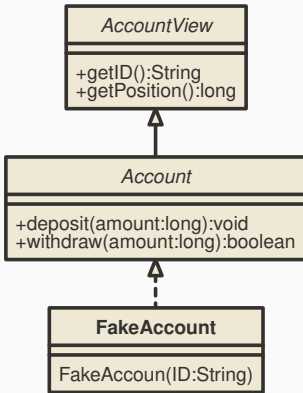 AccountView
+getID():String
+getPosition():long
Account
+deposit(amount:long):void
+withdraw(amount:long):boolean
FakeAccount
FakeAccoun(ID:String)